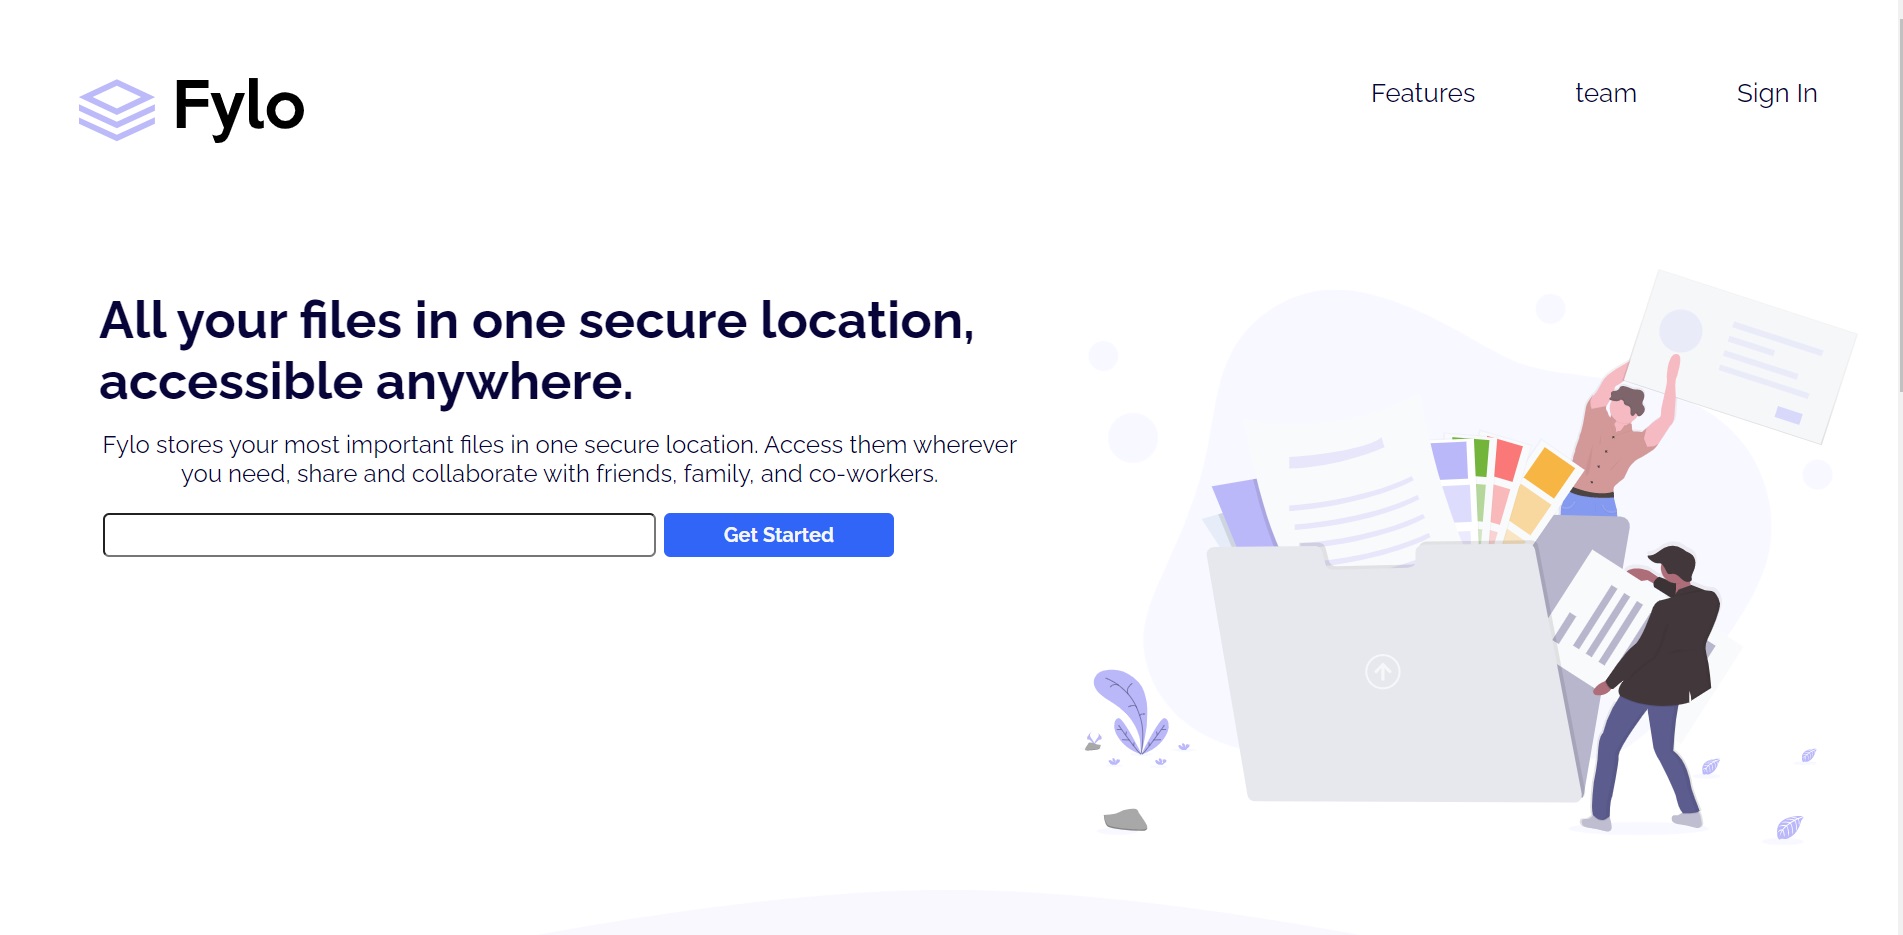 Fylo
Features
team
Sign In
All your files in one secure location,
accessible anywhere.
Fylo stores your most important files in one secure location. Access them wherever
you need, share and collaborate with friends, family, and co-workers.
Get Started